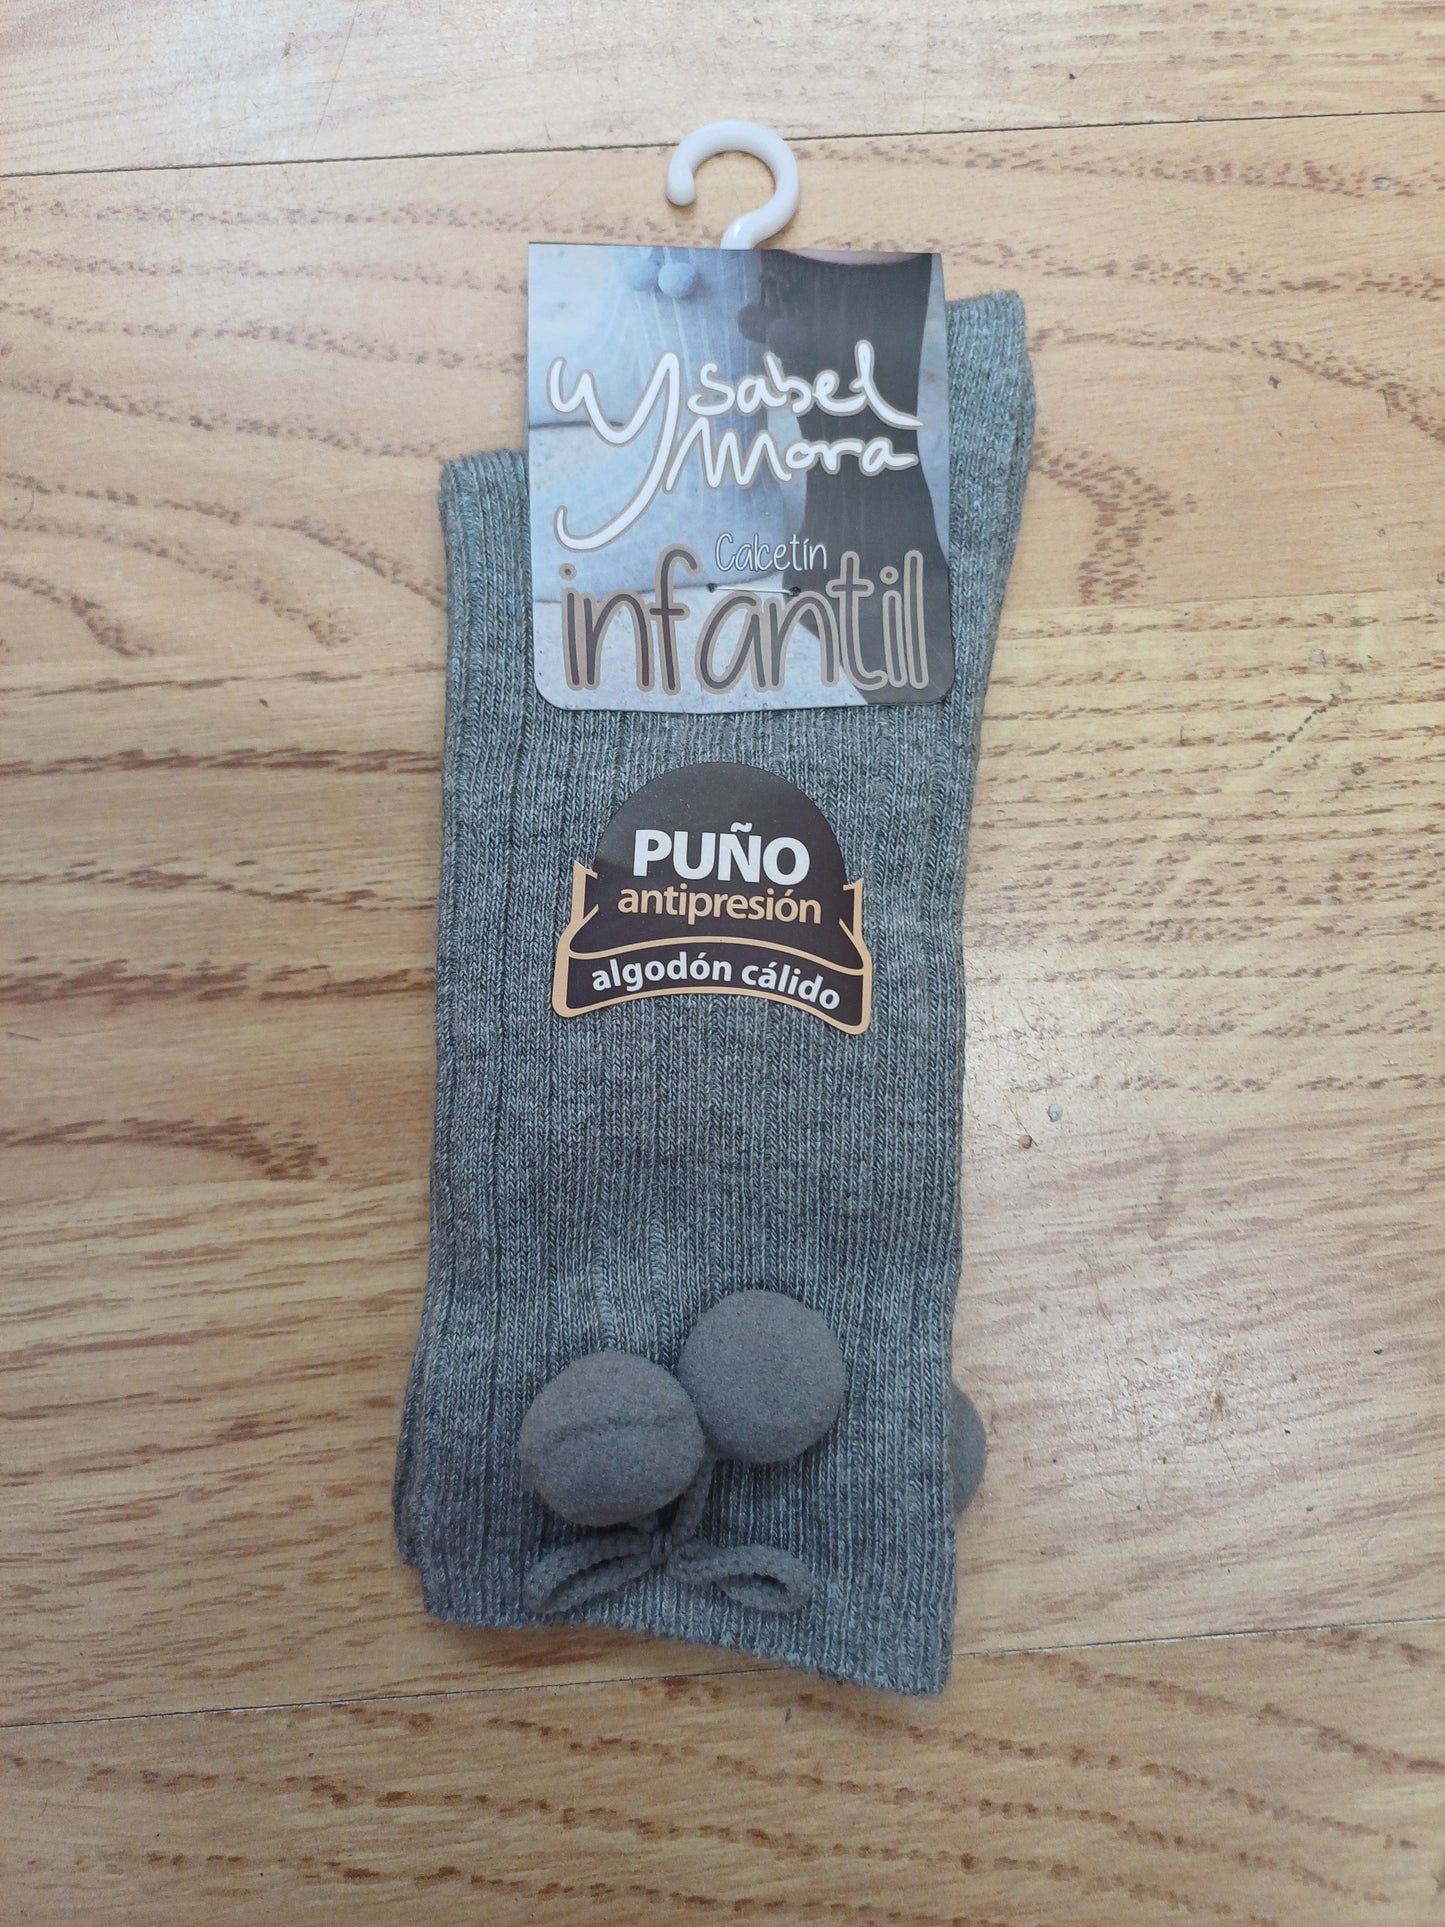 Ysabel
Mora
Calcetín
infantil
PUÑO
antipresión
algodón cálido